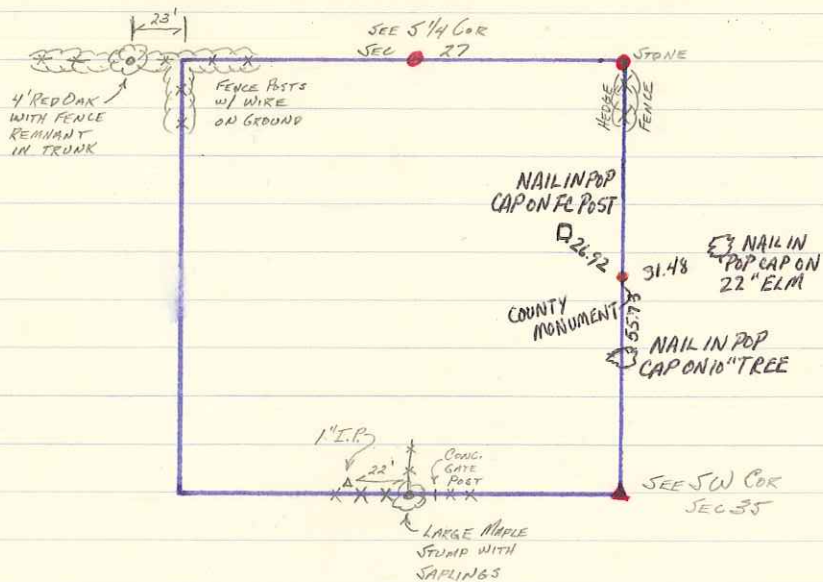 23'
SEE S 1/4 COR
SEC 27
STONE
4' RED OAK
WITH FENCE
REMNANT
IN TRUNK
FENCE POSTS
W/ WIRE
ON GROUND
HEDGE
FENCE
NAIL IN POP
CAP ON FC POST
26.92
31.48
NAIL IN
POP CAP ON
22" ELM
COUNTY
MONUMENT
55.73
NAIL IN POP
CAP ON 10" TREE
1" I.P.
22'
CONC.
GATE
POST
SEE SW COR
SEC 35
LARGE MAPLE
STUMP WITH
SAPLINGS